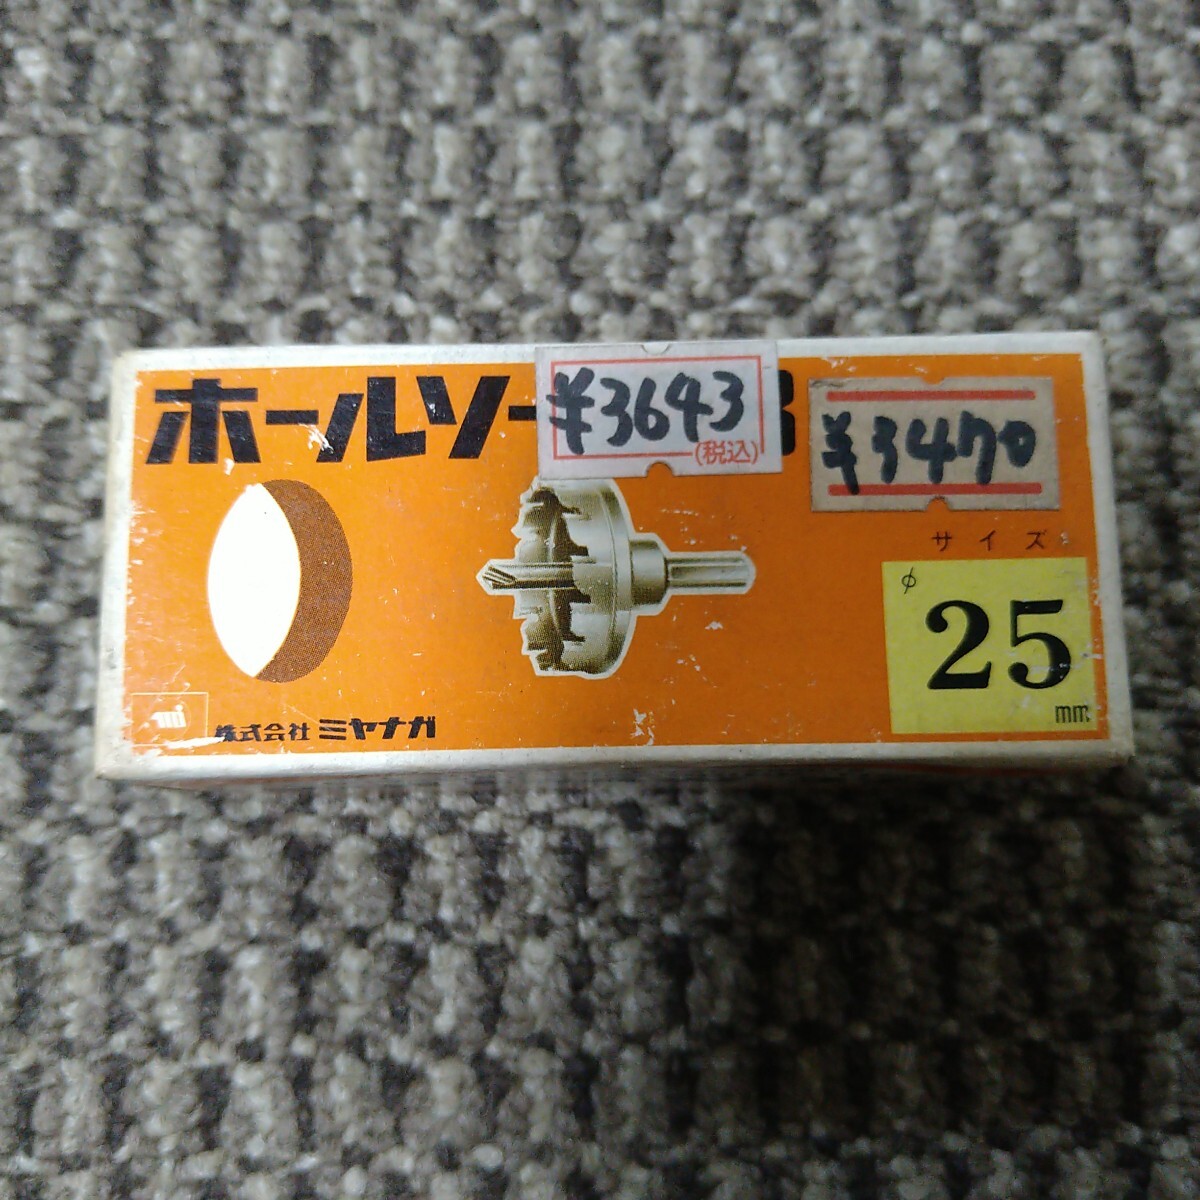 ホールソー
¥3643
(税込)
¥3470
サイズ
φ
25
mm
株式会社 ミヤナガ